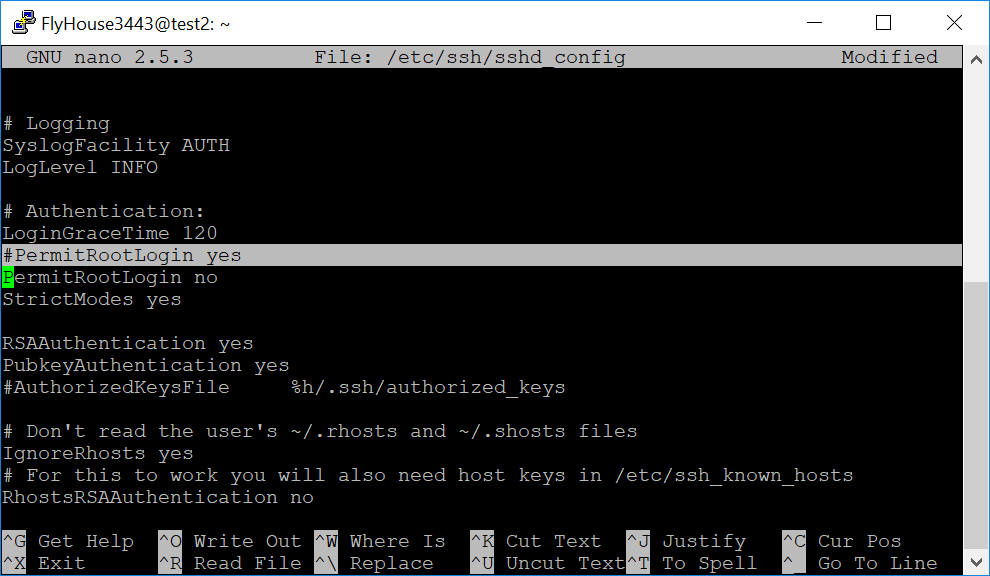 FlyHouse3443@test2: ~
GNU nano 2.5.3 File: /etc/ssh/sshd_config Modified
# Logging
SyslogFacility AUTH
LogLevel INFO
# Authentication:
LoginGraceTime 120
#PermitRootLogin yes
PermitRootLogin no
StrictModes yes
RSAAuthentication yes
PubkeyAuthentication yes
#AuthorizedKeysFile %h/.ssh/authorized_keys
# Don't read the user's ~/.rhosts and ~/.shosts files
IgnoreRhosts yes
# For this to work you will also need host keys in /etc/ssh_known_hosts
RhostsRSAAuthentication no
^G Get Help ^O Write Out ^W Where Is ^K Cut Text ^J Justify ^C Cur Pos
^X Exit ^R Read File ^\ Replace ^U Uncut Text^T To Spell ^ Go To Line